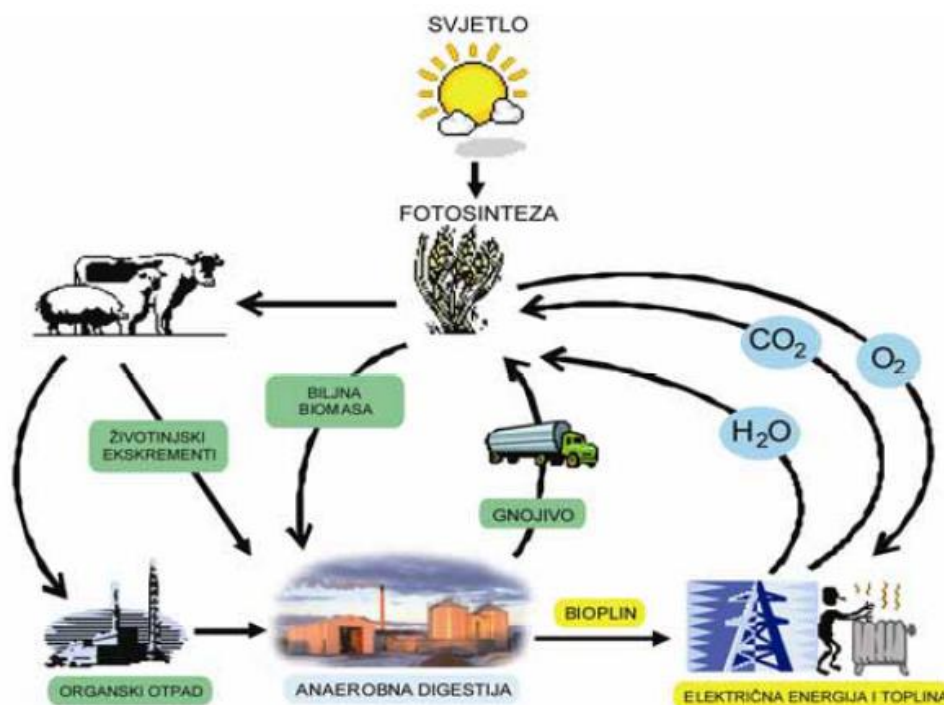 SVJETLO
FOTOSINTEZA
CO2
O2
BILJNA
BIOMASA
H2O
ŽIVOTINJSKI
EKSKREMENTI
GNOJIVO
BIOPLIN
ORGANSKI OTPAD
ANAEROBNA DIGESTIJA
ELEKTRIČNA ENERGIJA I TOPLINA